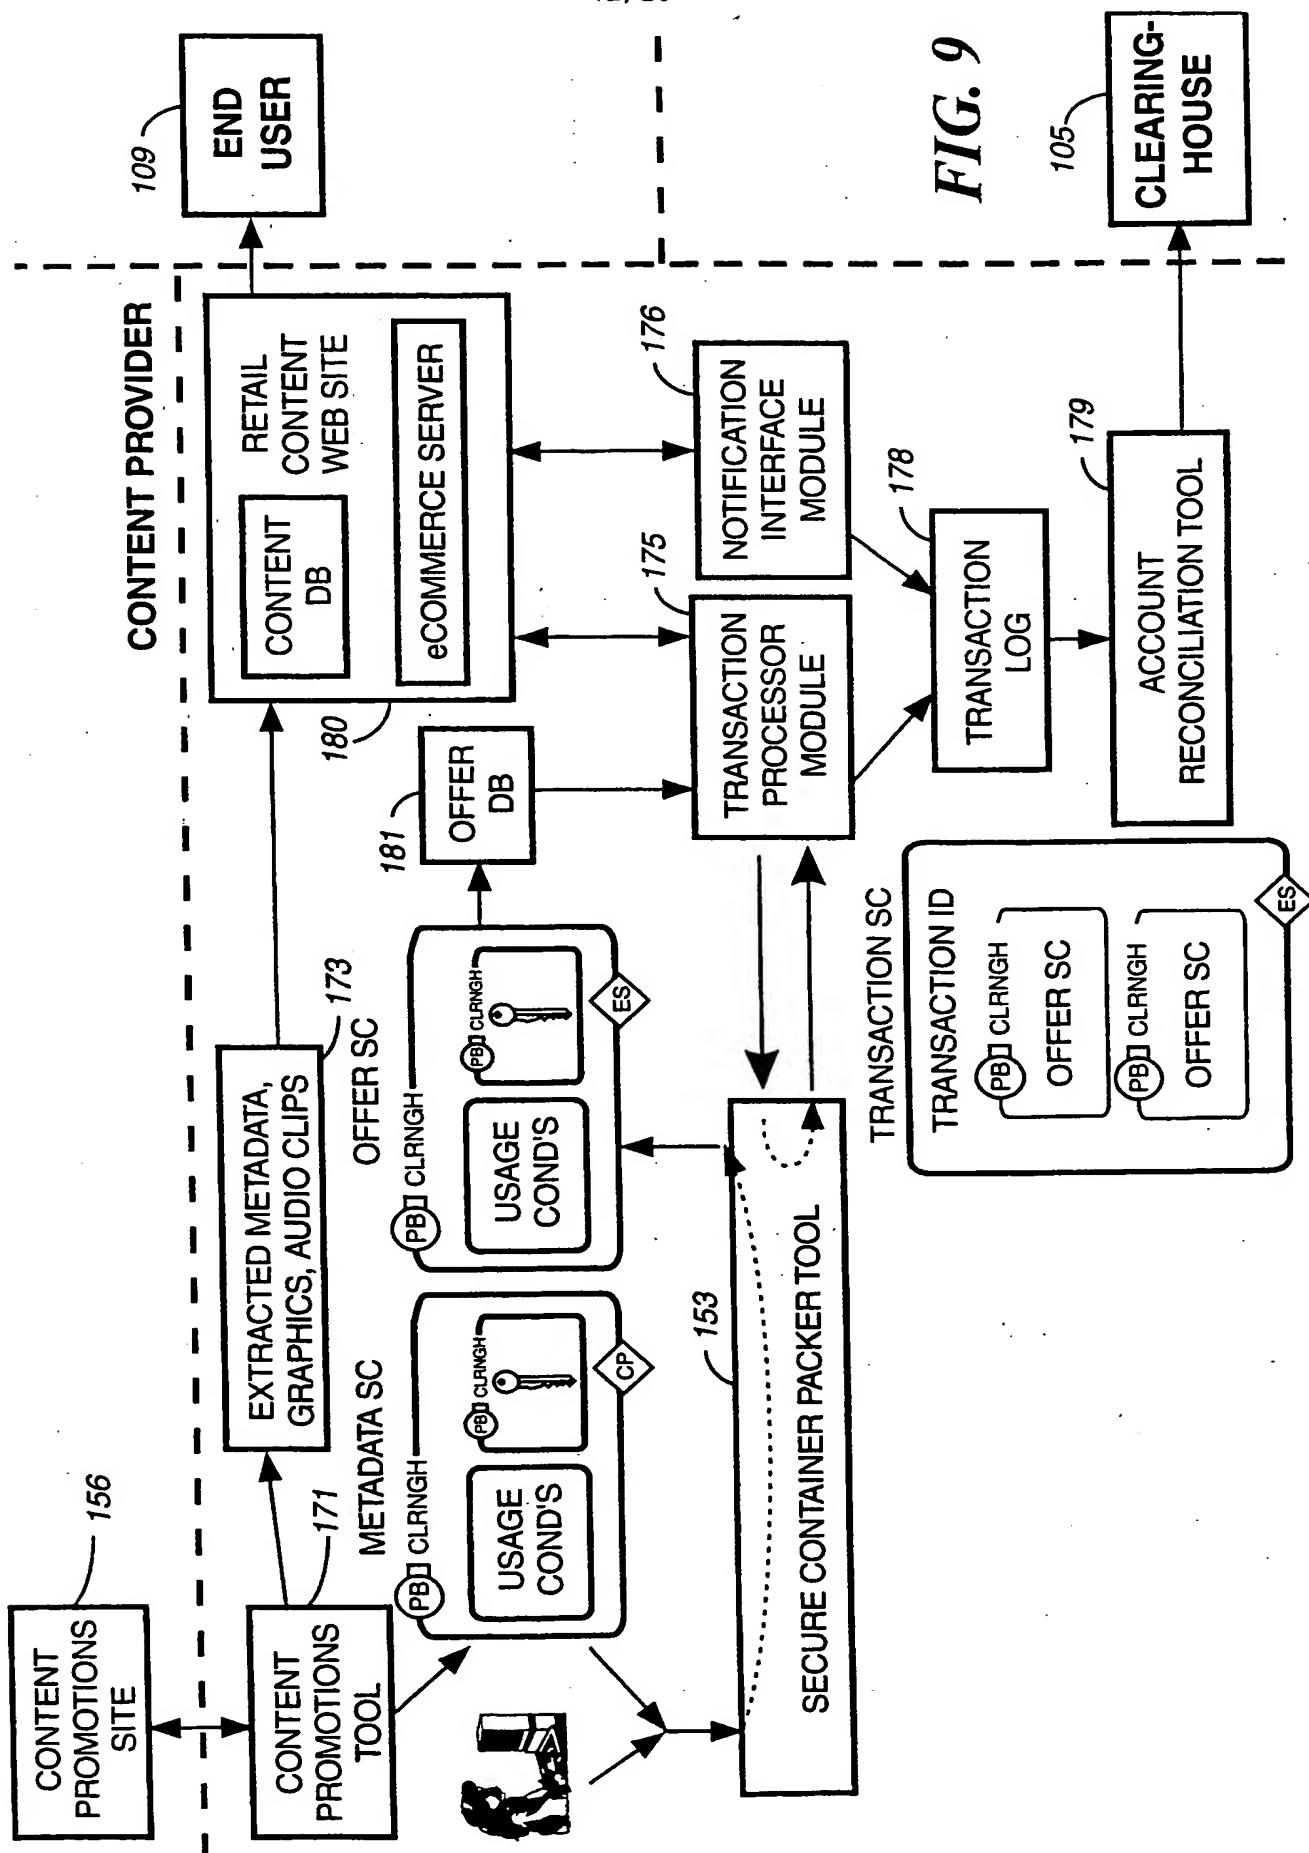 CONTENT
PROMOTIONS
SITE
156
CONTENT PROVIDER
END
USER
109
CONTENT
PROMOTIONS
TOOL
171
EXTRACTED METADATA,
GRAPHICS, AUDIO CLIPS
173
CONTENT
DB
RETAIL
CONTENT
WEB SITE
eCOMMERCE SERVER
180
METADATA SC
PB CLRNGH
USAGE
COND'S
PB CLRNGH
CP
OFFER SC
PB CLRNGH
USAGE
COND'S
PB CLRNGH
ES
181
OFFER
DB
153
SECURE CONTAINER PACKER TOOL
TRANSACTION
PROCESSOR
MODULE
175
NOTIFICATION
INTERFACE
MODULE
176
TRANSACTION SC
TRANSACTION ID
PB CLRNGH
OFFER SC
PB CLRNGH
OFFER SC
ES
TRANSACTION
LOG
178
ACCOUNT
RECONCILIATION TOOL
179
FIG. 9
105
CLEARING-
HOUSE